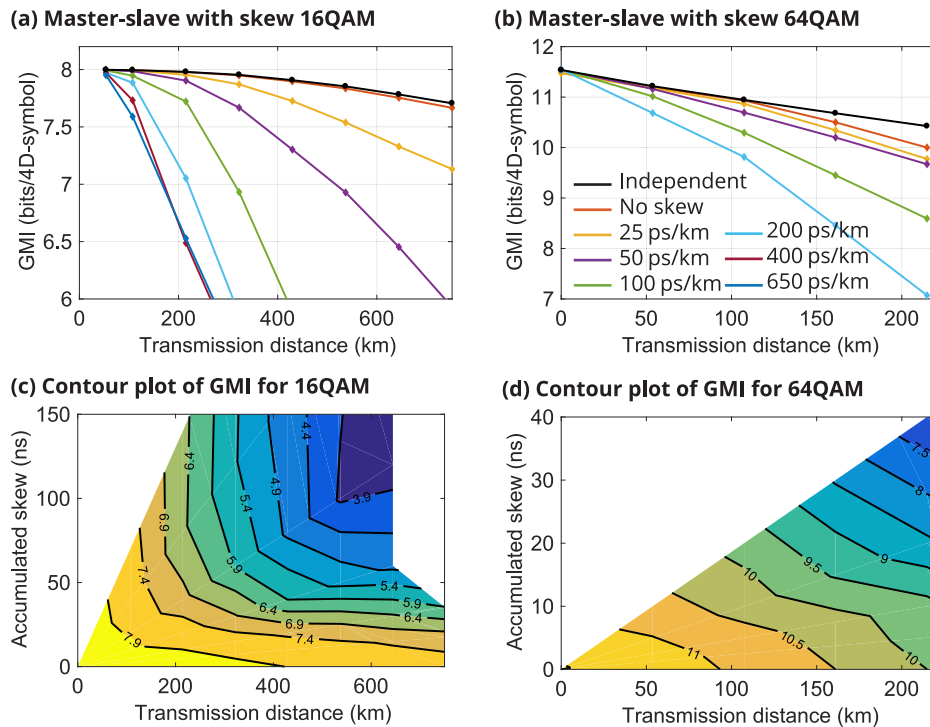 (a) Master-slave with skew 16QAM
GMI (bits/4D-symbol)
8
7.5
7
6.5
6
0 200 400 600
Transmission distance (km)
(b) Master-slave with skew 64QAM
GMI (bits/4D-symbol)
12
11
10
9
8
7
Independent
No skew
25 ps/km 200 ps/km
50 ps/km 400 ps/km
100 ps/km 650 ps/km
0 50 100 150 200
Transmission distance (km)
(c) Contour plot of GMI for 16QAM
Accumulated skew (ns)
150
100
50
0
6.4 5.4 4.9 4.4
6.9 3.9
7.4 5.9 5.4
6.4 5.9
6.9 6.4
7.9 7.4
0 200 400 600
Transmission distance (km)
(d) Contour plot of GMI for 64QAM
Accumulated skew (ns)
40
30
20
10
0
7.5
8
9
9.5
10
10.5
11 10
0 50 100 150 200
Transmission distance (km)